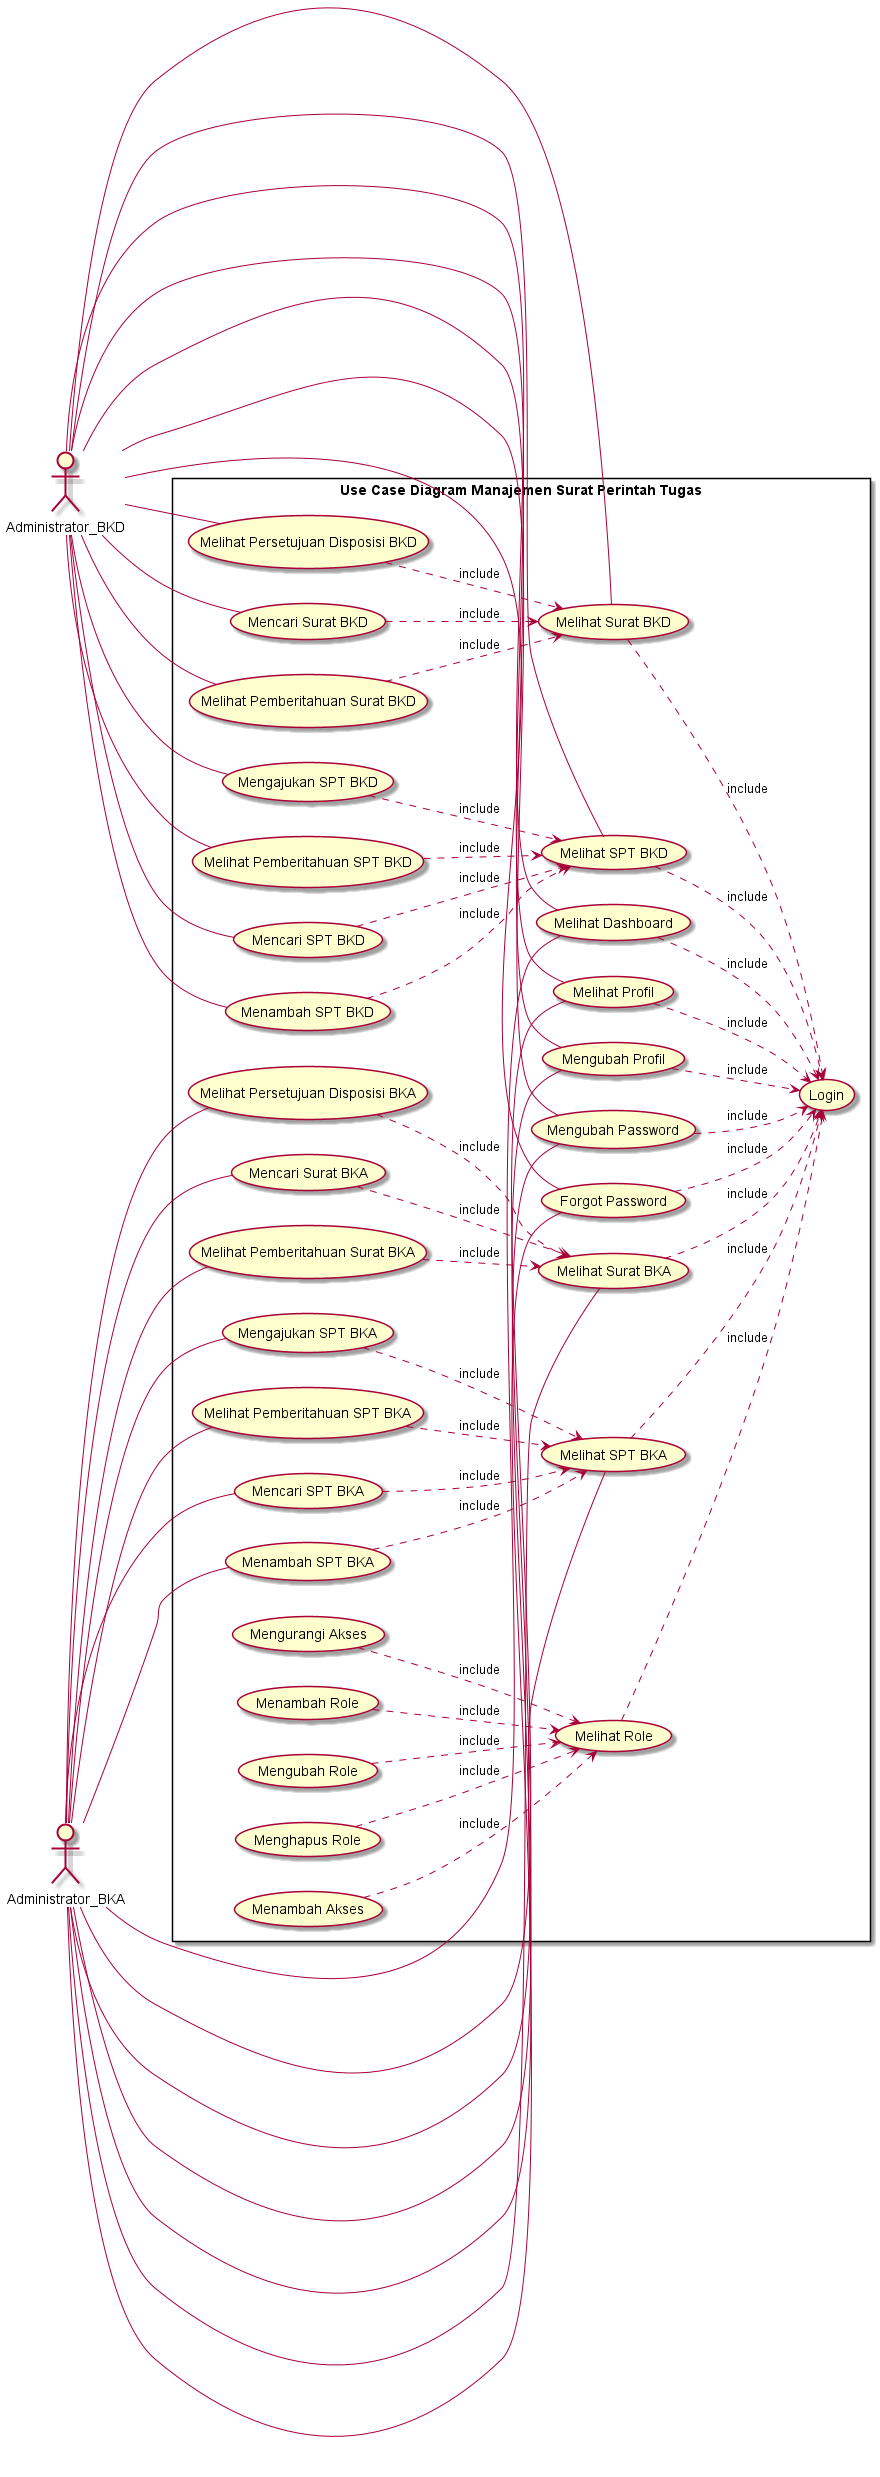 Use Case Diagram Manajemen Surat Perintah Tugas
Administrator_BKD
Melihat Persetujuan Disposisi BKD
include
Mencari Surat BKD
include
Melihat Surat BKD
include
Melihat Pemberitahuan Surat BKD
Mengajukan SPT BKD
include
include
include
Melihat SPT BKD
Melihat Pemberitahuan SPT BKD
include
include
include
Melihat Dashboard
Mencari SPT BKD
include
Melihat Profil
Menambah SPT BKD
include
Mengubah Profil
include
Melihat Persetujuan Disposisi BKA
Login
include
Mengubah Password
include
include
Mencari Surat BKA
Forgot Password
include
Melihat Pemberitahuan Surat BKA
include
include
Melihat Surat BKA
Mengajukan SPT BKA
include
include
Melihat Pemberitahuan SPT BKA
include
Melihat SPT BKA
include
Mencari SPT BKA
include
Menambah SPT BKA
Mengurangi Akses
include
Menambah Role
include
Melihat Role
include
Mengubah Role
include
include
Menghapus Role
Administrator_BKA
Menambah Akses